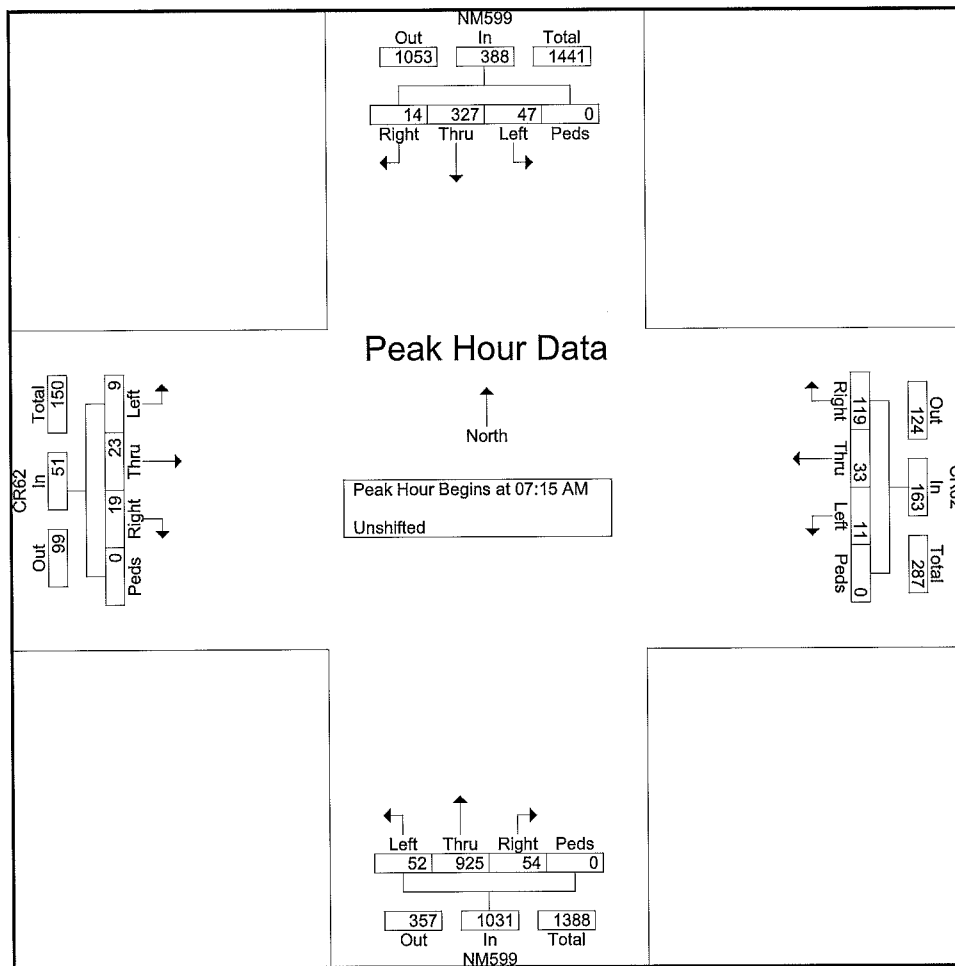 NM599
Out In Total
1053 388 1441
14 327 47 0
Right Thru Left Peds
Peak Hour Data
North
Peak Hour Begins at 07:15 AM
Unshifted
CR62
Total In Out
150 51 99
9 23 19 0
Left Thru Right Peds
Out In Total
124 163 287
119 33 11 0
Right Thru Left Peds
Left Thru Right Peds
52 925 54 0
357 1031 1388
Out In Total
NM599